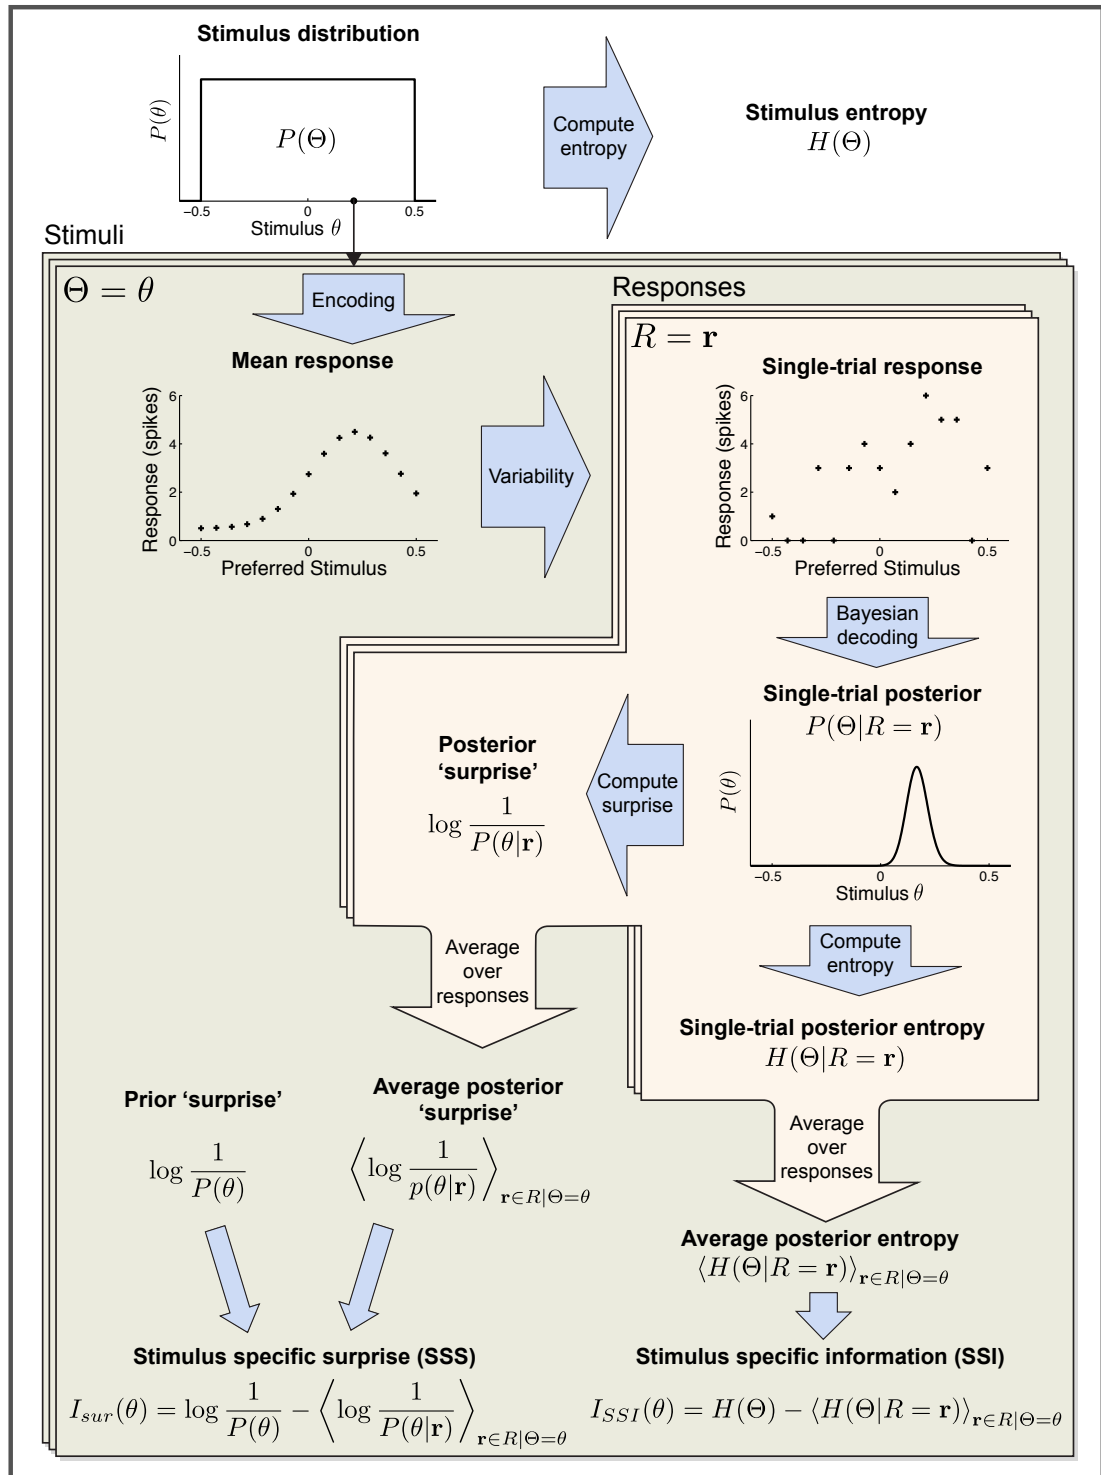 Stimulus distribution
P(θ)
P(Θ)
−0.5 0 0.5
Stimulus θ
Compute
entropy
Stimulus entropy
H(Θ)
Stimuli
Θ = θ
Encoding
Mean response
Response (spikes)
6
4
2
0
−0.5 0 0.5
Preferred Stimulus
Variability
Responses
R = r
Single-trial response
Response (spikes)
6
4
2
0
−0.5 0 0.5
Preferred Stimulus
Bayesian
decoding
Single-trial posterior
P(Θ|R = r)
P(θ)
−0.5 0 0.5
Stimulus θ
Compute
surprise
Posterior
‘surprise’
log 1/P(θ|r)
Average
over
responses
Compute
entropy
Single-trial posterior entropy
H(Θ|R = r)
Average
over
responses
Prior ‘surprise’
log 1/P(θ)
Average posterior
‘surprise’
⟨log 1/p(θ|r)⟩r∈R|Θ=θ
Average posterior entropy
⟨H(Θ|R = r)⟩r∈R|Θ=θ
Stimulus specific surprise (SSS)
Isur(θ) = log 1/P(θ) − ⟨log 1/P(θ|r)⟩r∈R|Θ=θ
Stimulus specific information (SSI)
ISSI(θ) = H(Θ) − ⟨H(Θ|R = r)⟩r∈R|Θ=θ